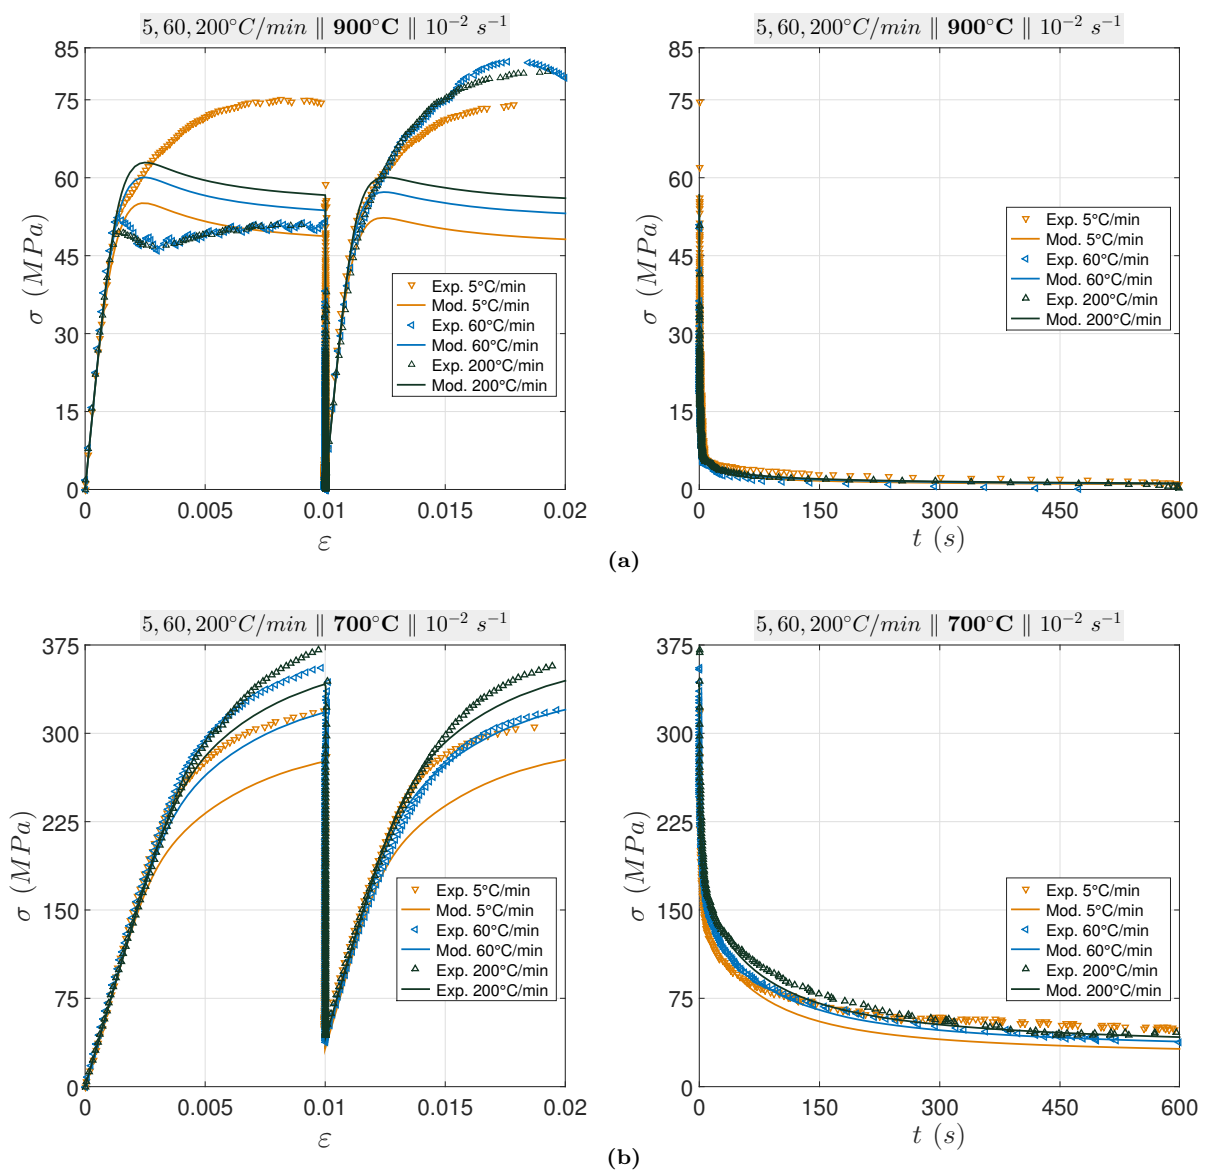 5, 60, 200°C/min ∥ 900°C ∥ 10⁻² s⁻¹
85
75
60
45
30
15
0
σ (MPa)
Exp. 5°C/min
Mod. 5°C/min
Exp. 60°C/min
Mod. 60°C/min
Exp. 200°C/min
Mod. 200°C/min
0 0.005 0.01 0.015 0.02
ε
5, 60, 200°C/min ∥ 900°C ∥ 10⁻² s⁻¹
85
75
60
45
30
15
0
σ (MPa)
Exp. 5°C/min
Mod. 5°C/min
Exp. 60°C/min
Mod. 60°C/min
Exp. 200°C/min
Mod. 200°C/min
0 150 300 450 600
t (s)
(a)
5, 60, 200°C/min ∥ 700°C ∥ 10⁻² s⁻¹
375
300
225
150
75
0
σ (MPa)
Exp. 5°C/min
Mod. 5°C/min
Exp. 60°C/min
Mod. 60°C/min
Exp. 200°C/min
Exp. 200°C/min
0 0.005 0.01 0.015 0.02
ε
5, 60, 200°C/min ∥ 700°C ∥ 10⁻² s⁻¹
375
300
225
150
75
0
σ (MPa)
Exp. 5°C/min
Mod. 5°C/min
Exp. 60°C/min
Mod. 60°C/min
Exp. 200°C/min
Mod. 200°C/min
0 150 300 450 600
t (s)
(b)